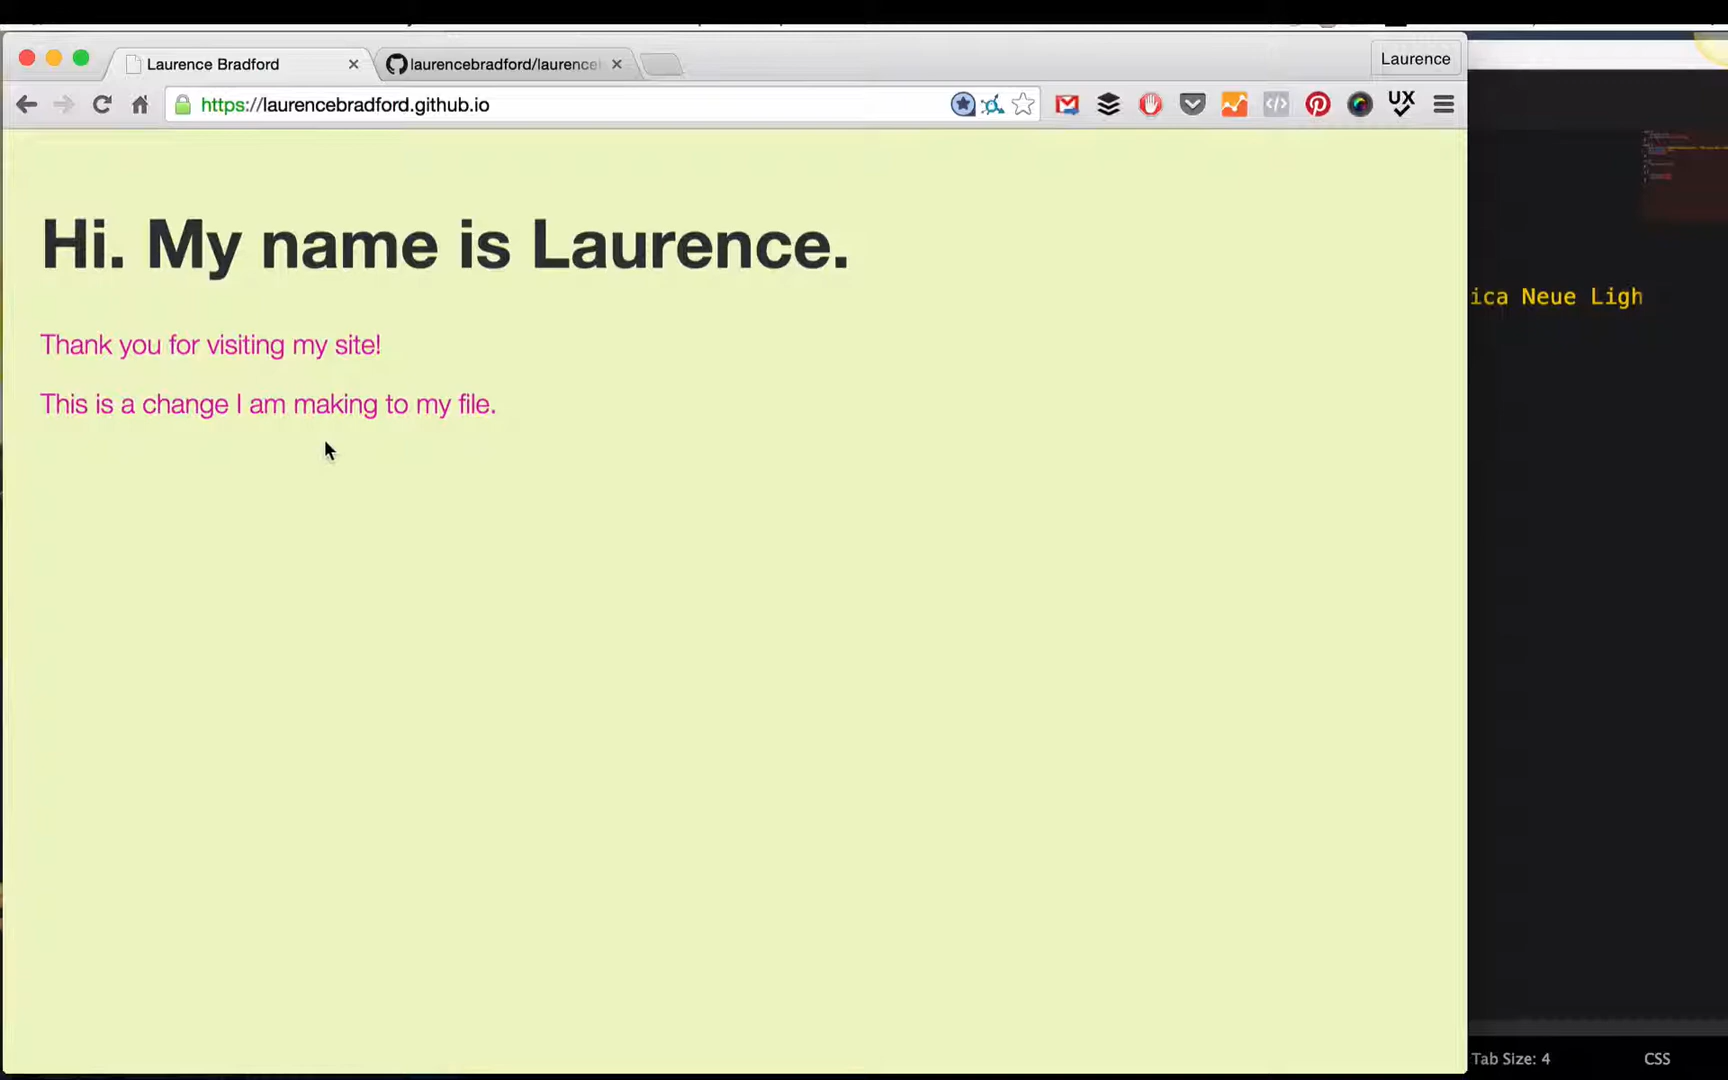 Laurence Bradford
laurencebradford/laurence
Laurence
https://laurencebradford.github.io
UX
Hi. My name is Laurence.
ica Neue Ligh
Thank you for visiting my site!
This is a change I am making to my file.
Tab Size: 4
CSS